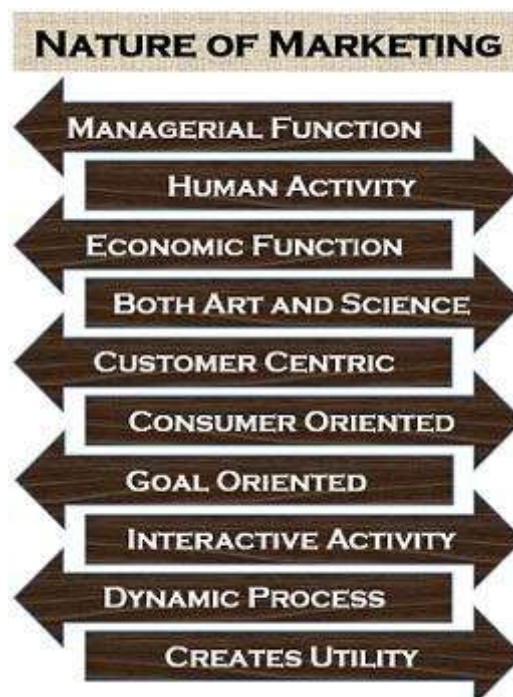 NATURE OF MARKETING
MANAGERIAL FUNCTION
HUMAN ACTIVITY
ECONOMIC FUNCTION
BOTH ART AND SCIENCE
CUSTOMER CENTRIC
CONSUMER ORIENTED
GOAL ORIENTED
INTERACTIVE ACTIVITY
DYNAMIC PROCESS
CREATES UTILITY